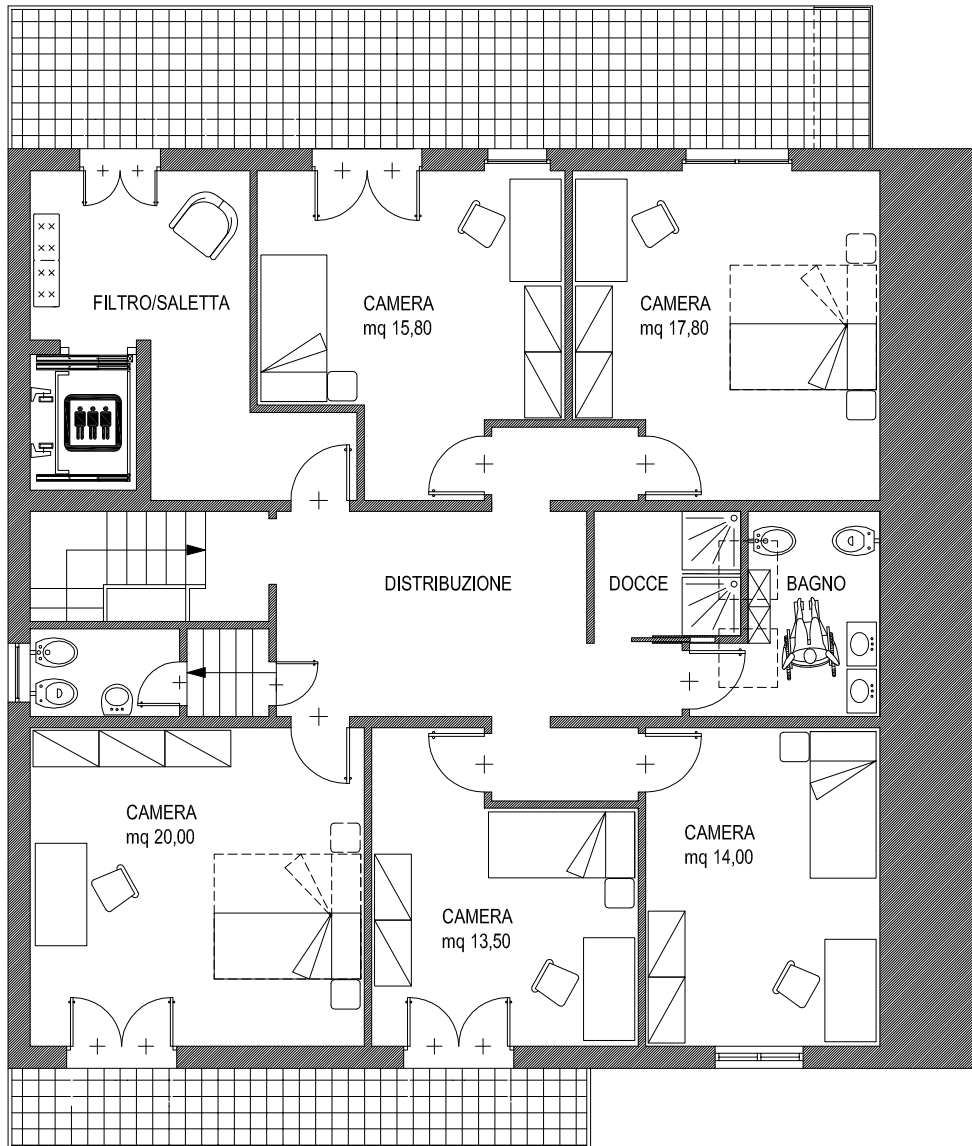 FILTRO/SALETTA
CAMERA
mq 15,80
CAMERA
mq 17,80
DISTRIBUZIONE
DOCCE
BAGNO
CAMERA
mq 20,00
CAMERA
mq 13,50
CAMERA
mq 14,00